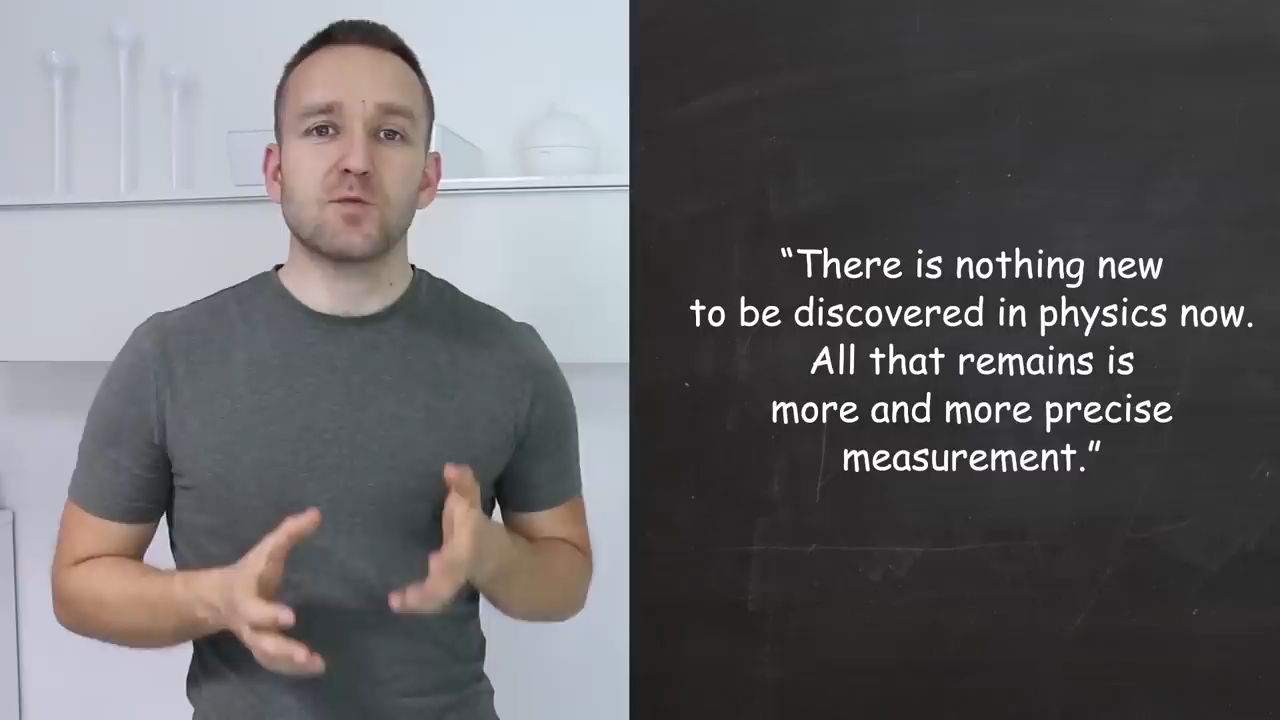 “There is nothing new
to be discovered in physics now.
All that remains is
more and more precise
measurement.”